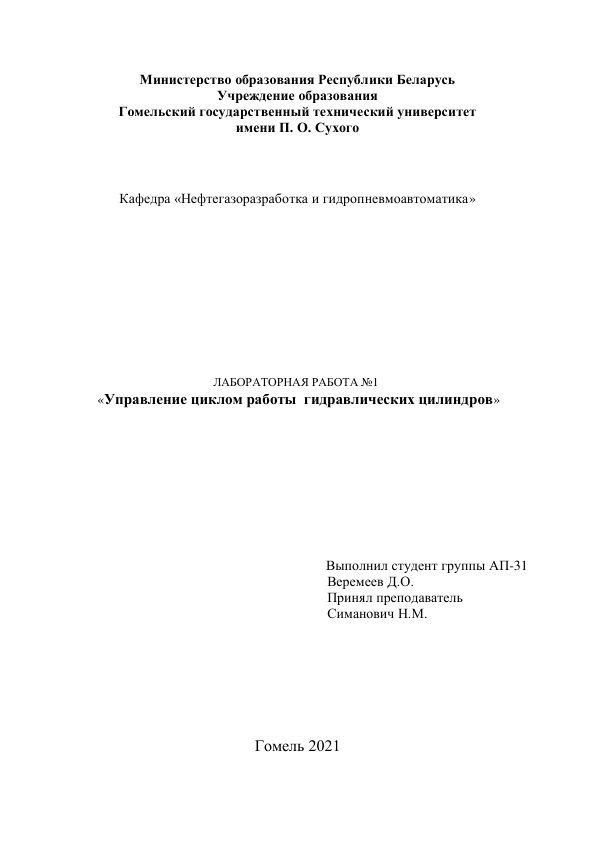 Министерство образования Республики Беларусь
Учреждение образования
Гомельский государственный технический университет
имени П. О. Сухого
Кафедра «Нефтегазоразработка и гидропневмоавтоматика»
ЛАБОРАТОРНАЯ РАБОТА №1
«Управление циклом работы гидравлических цилиндров»
Выполнил студент группы АП-31
Веремеев Д.О.
Принял преподаватель
Симанович Н.М.
Гомель 2021